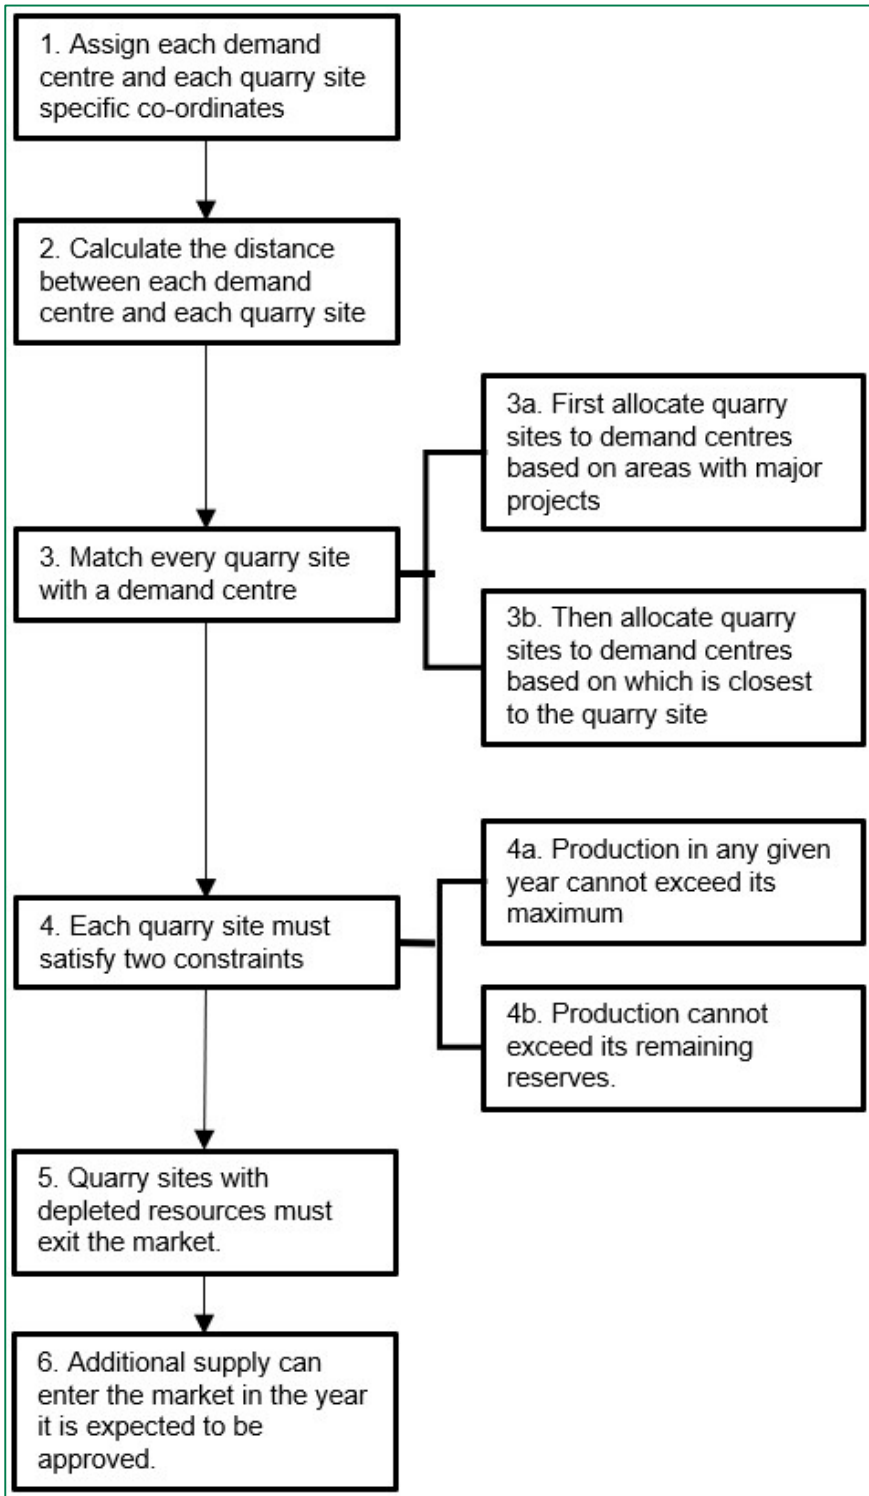 1. Assign each demand
centre and each quarry site
specific co-ordinates
2. Calculate the distance
between each demand
centre and each quarry site
3a. First allocate quarry
sites to demand centres
based on areas with major
projects
3. Match every quarry site
with a demand centre
3b. Then allocate quarry
sites to demand centres
based on which is closest
to the quarry site
4a. Production in any given
year cannot exceed its
maximum
4. Each quarry site must
satisfy two constraints
4b. Production cannot
exceed its remaining
reserves.
5. Quarry sites with
depleted resources must
exit the market.
6. Additional supply can
enter the market in the year
it is expected to be
approved.